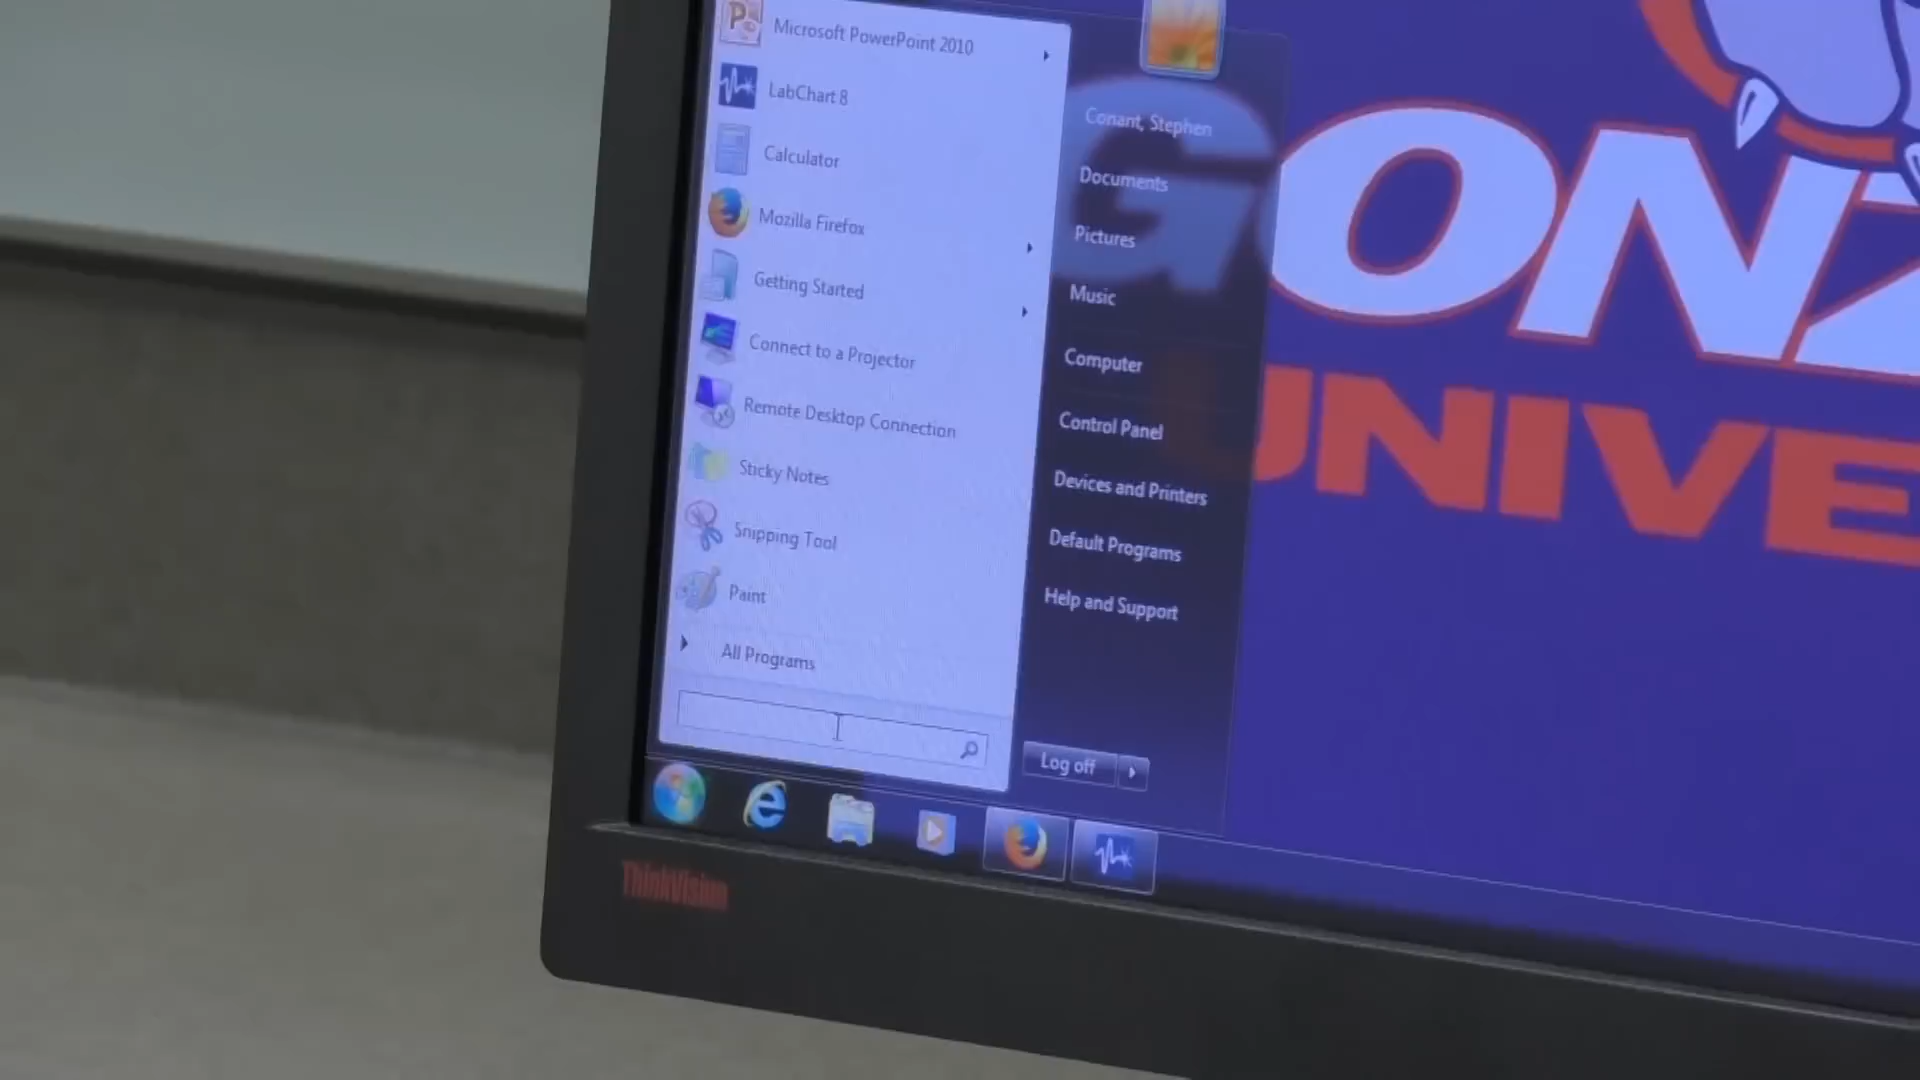 Microsoft PowerPoint 2010
LabChart 8
Calculator
Mozilla Firefox
Getting Started
Connect to a Projector
Remote Desktop Connection
Sticky Notes
Snipping Tool
Paint
All Programs
Conant, Stephen
Documents
Pictures
Music
Computer
Control Panel
Devices and Printers
Default Programs
Help and Support
Log off
GONZ
UNIVE
ThinkVision